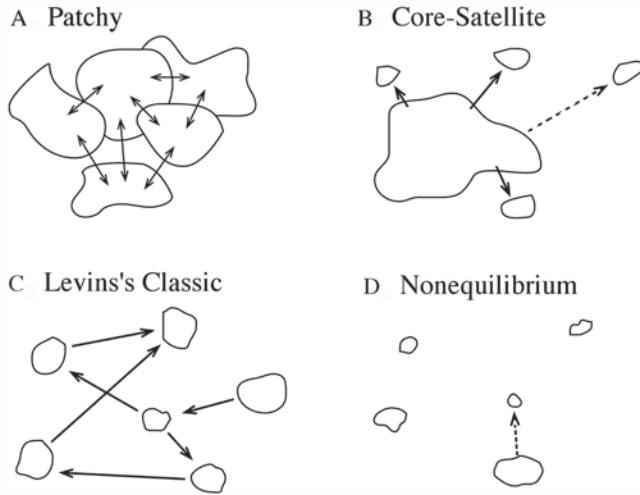 A Patchy
B Core-Satellite
C Levins's Classic
D Nonequilibrium